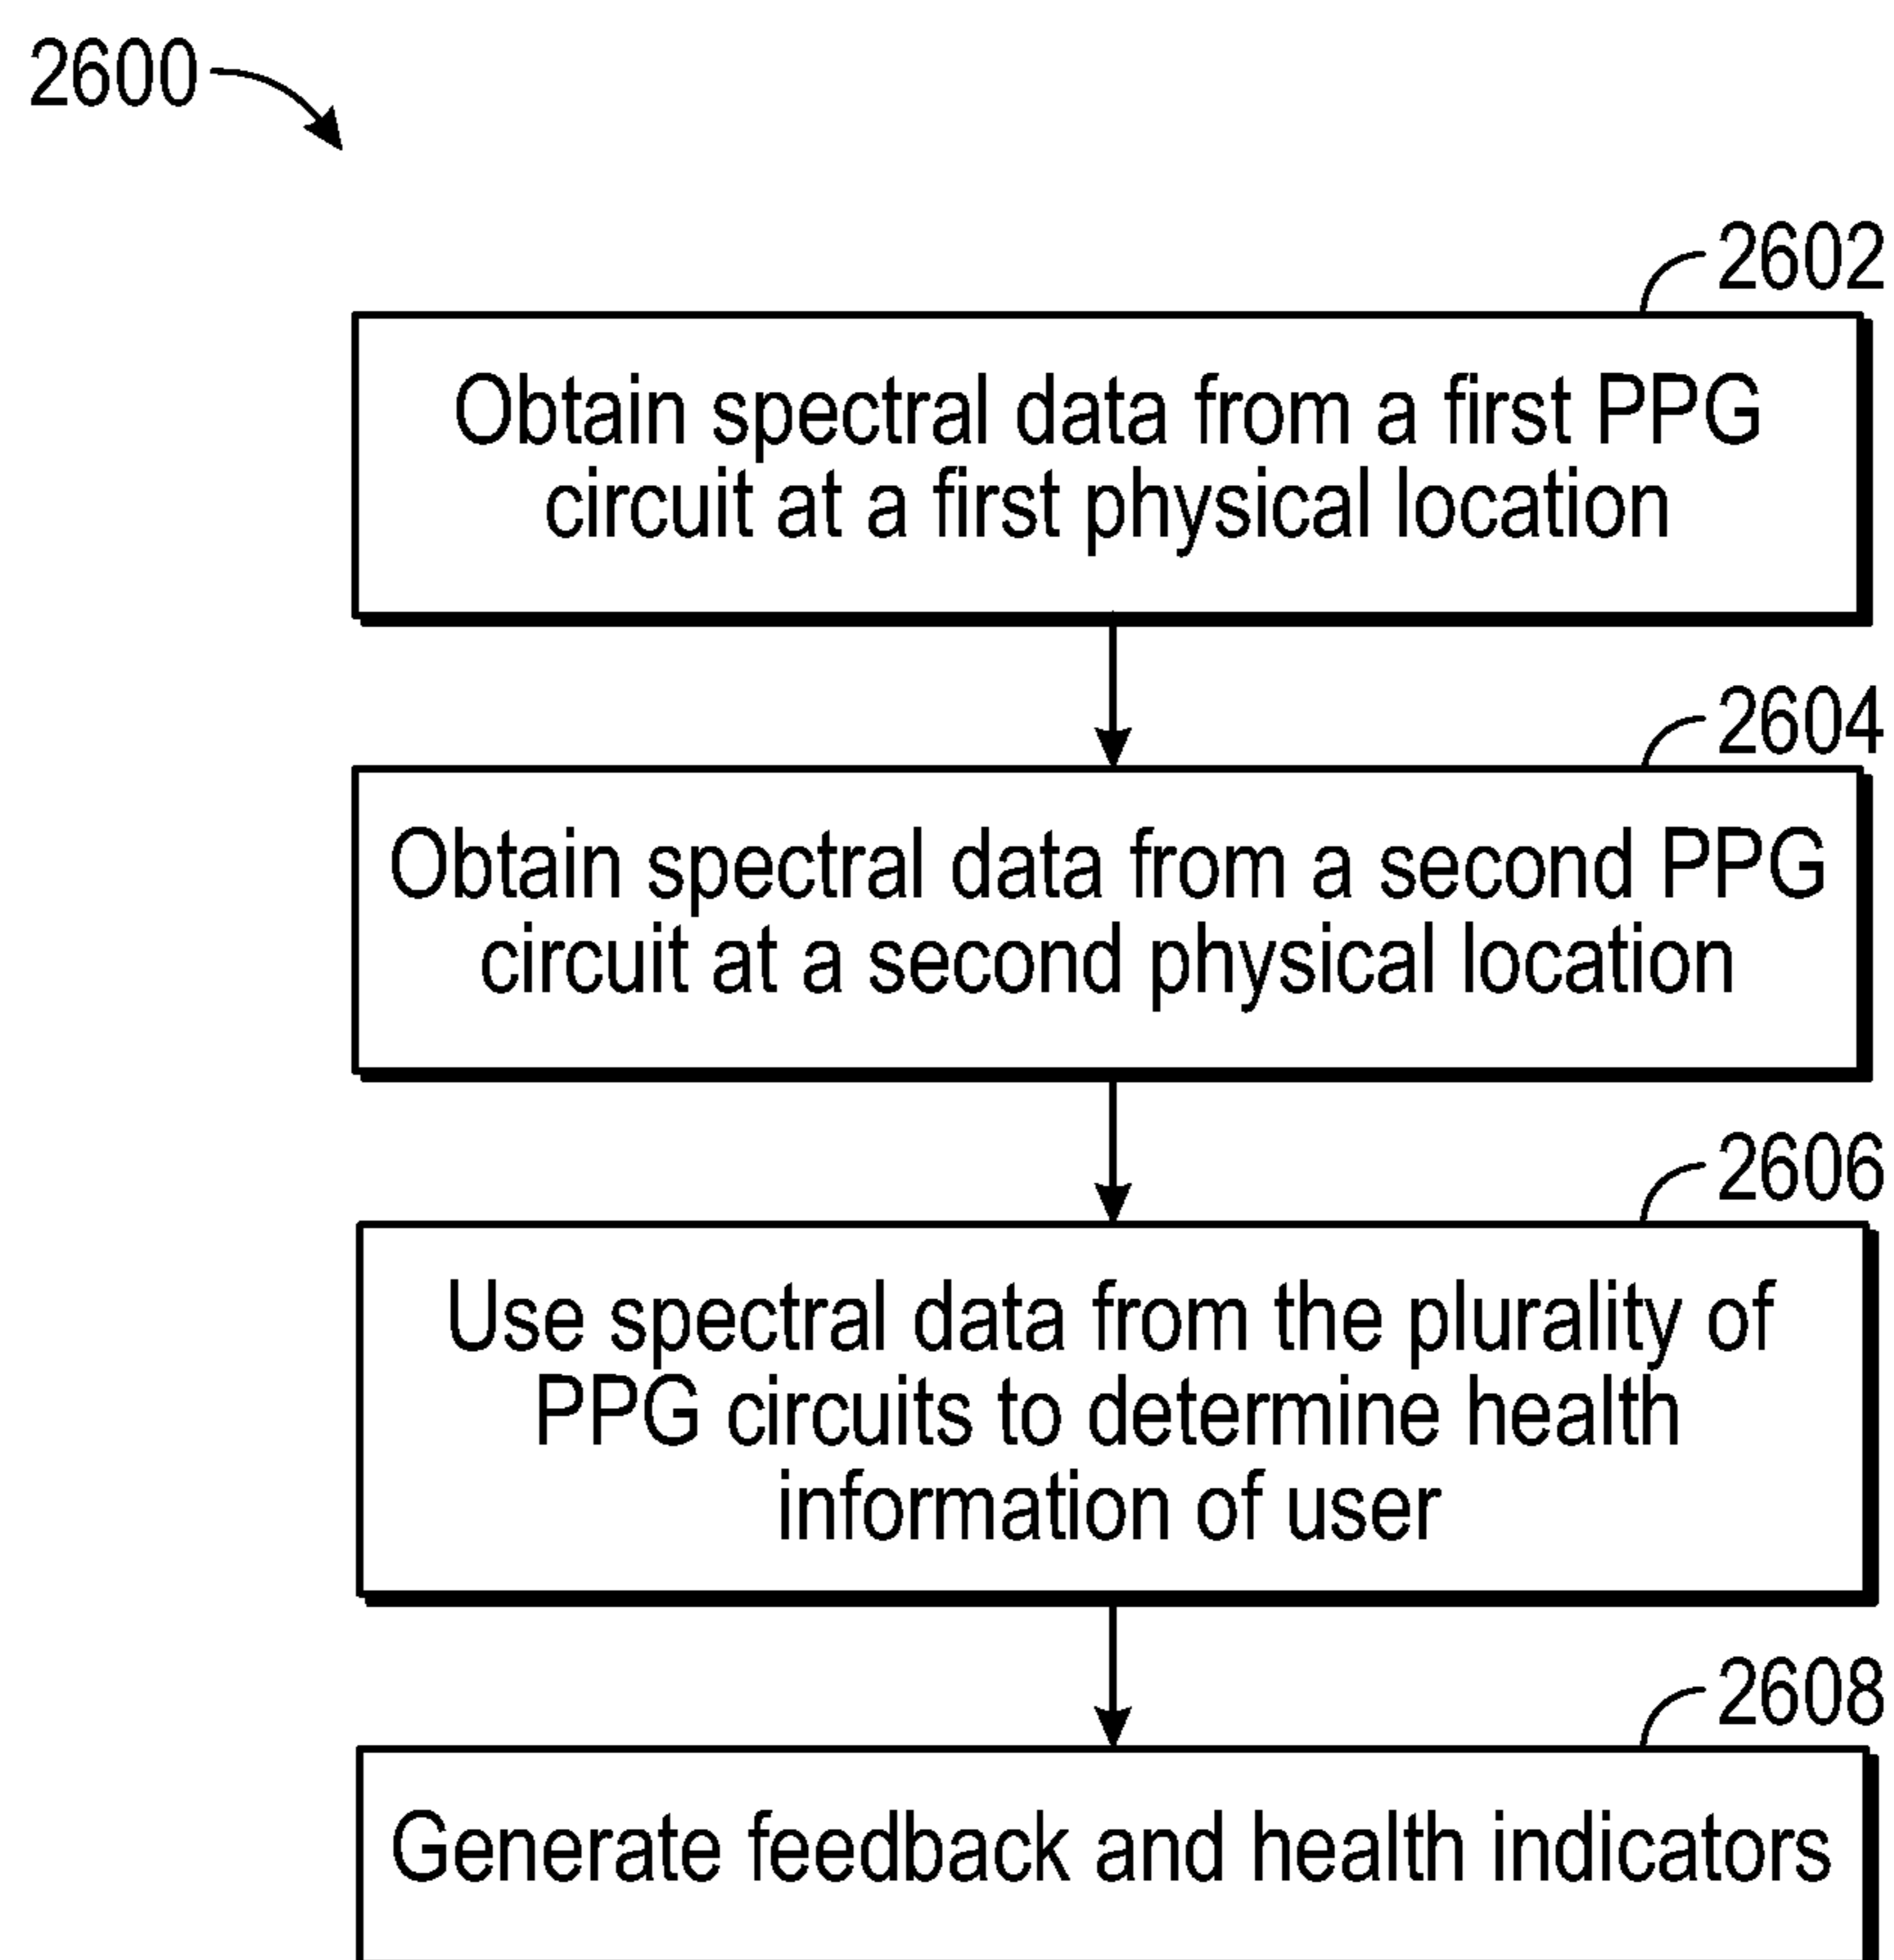 2600
2602
Obtain spectral data from a first PPG
circuit at a first physical location
2604
Obtain spectral data from a second PPG
circuit at a second physical location
2606
Use spectral data from the plurality of
PPG circuits to determine health
information of user
2608
Generate feedback and health indicators